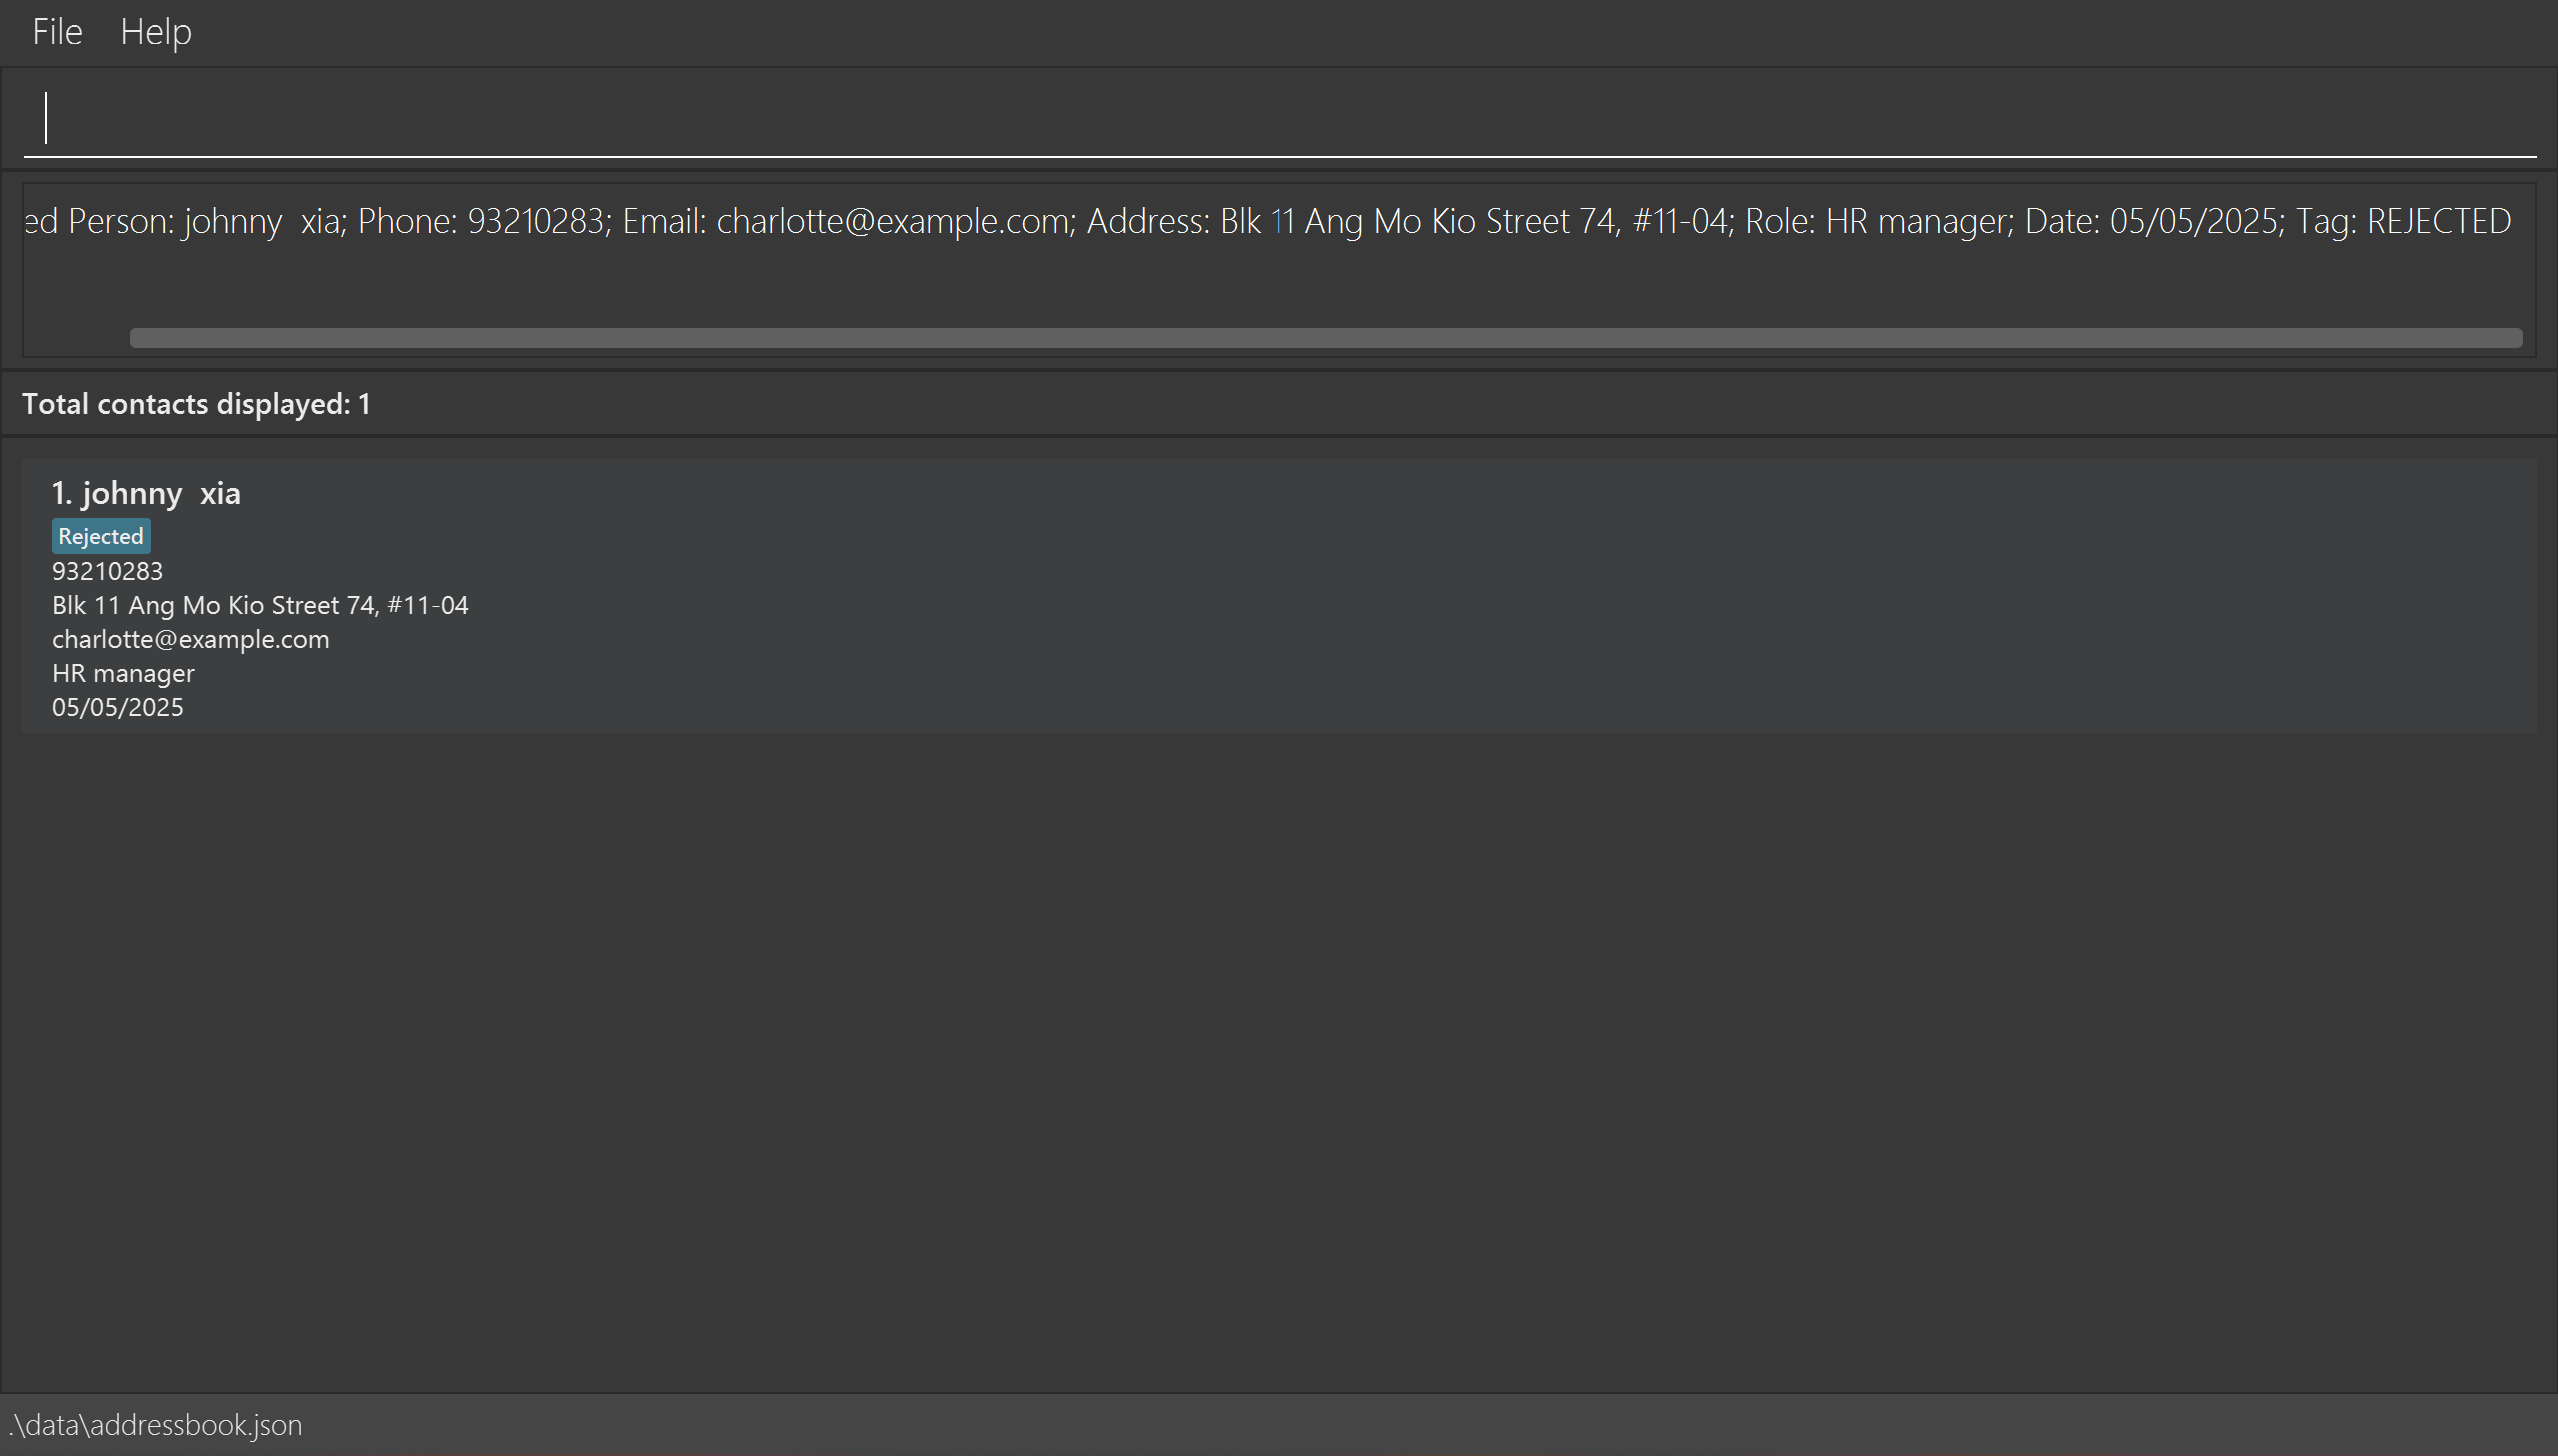 File Help
ed Person: johnny  xia; Phone: 93210283; Email: charlotte@example.com; Address: Blk 11 Ang Mo Kio Street 74, #11-04; Role: HR manager; Date: 05/05/2025; Tag: REJECTED
Total contacts displayed: 1
1. johnny  xia
Rejected
93210283
Blk 11 Ang Mo Kio Street 74, #11-04
charlotte@example.com
HR manager
05/05/2025
.\data\addressbook.json